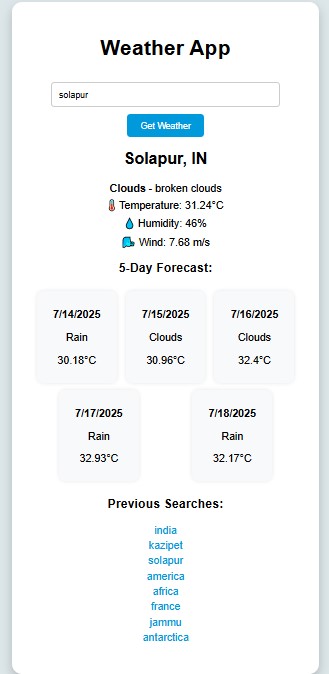 Weather App
solapur
Get Weather
Solapur, IN
Clouds - broken clouds
🌡️ Temperature: 31.24°C
💧 Humidity: 46%
🌬️ Wind: 7.68 m/s
5-Day Forecast:
7/14/2025
Rain
30.18°C
7/15/2025
Clouds
30.96°C
7/16/2025
Clouds
32.4°C
7/17/2025
Rain
32.93°C
7/18/2025
Rain
32.17°C
Previous Searches:
india
kazipet
solapur
america
africa
france
jammu
antarctica